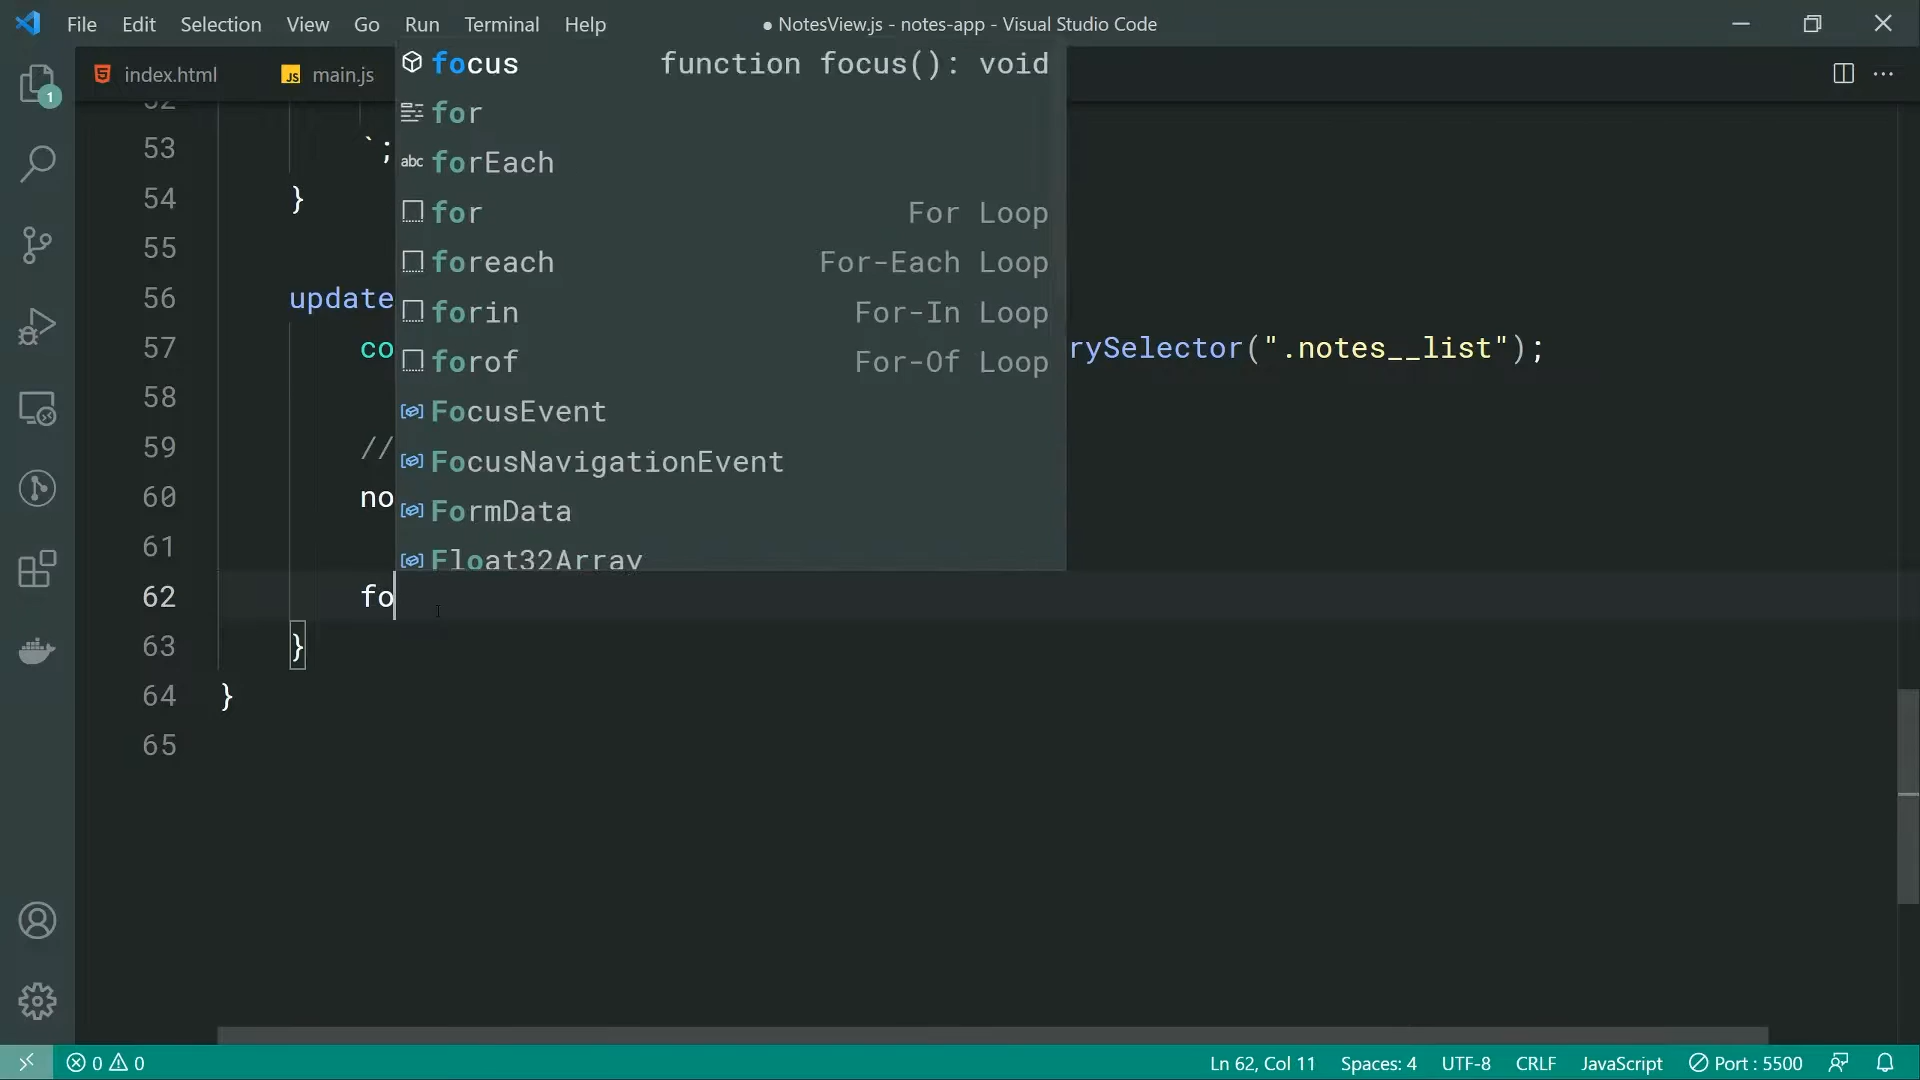 File Edit Selection View Go Run Terminal Help ● NotesView.js - notes-app - Visual Studio Code
1
index.html JS main.js
focus function focus(): void
for
abc forEach
for For Loop
foreach For-Each Loop
forin For-In Loop
forof For-Of Loop
FocusEvent
FocusNavigationEvent
FormData
Float32Array
53 `;
54 }
55
56 update
57 co rySelector(".notes__list");
58
59 //
60 no
61
62 fo
63 }
64 }
65
0 0 Ln 62, Col 11 Spaces: 4 UTF-8 CRLF JavaScript Port : 5500